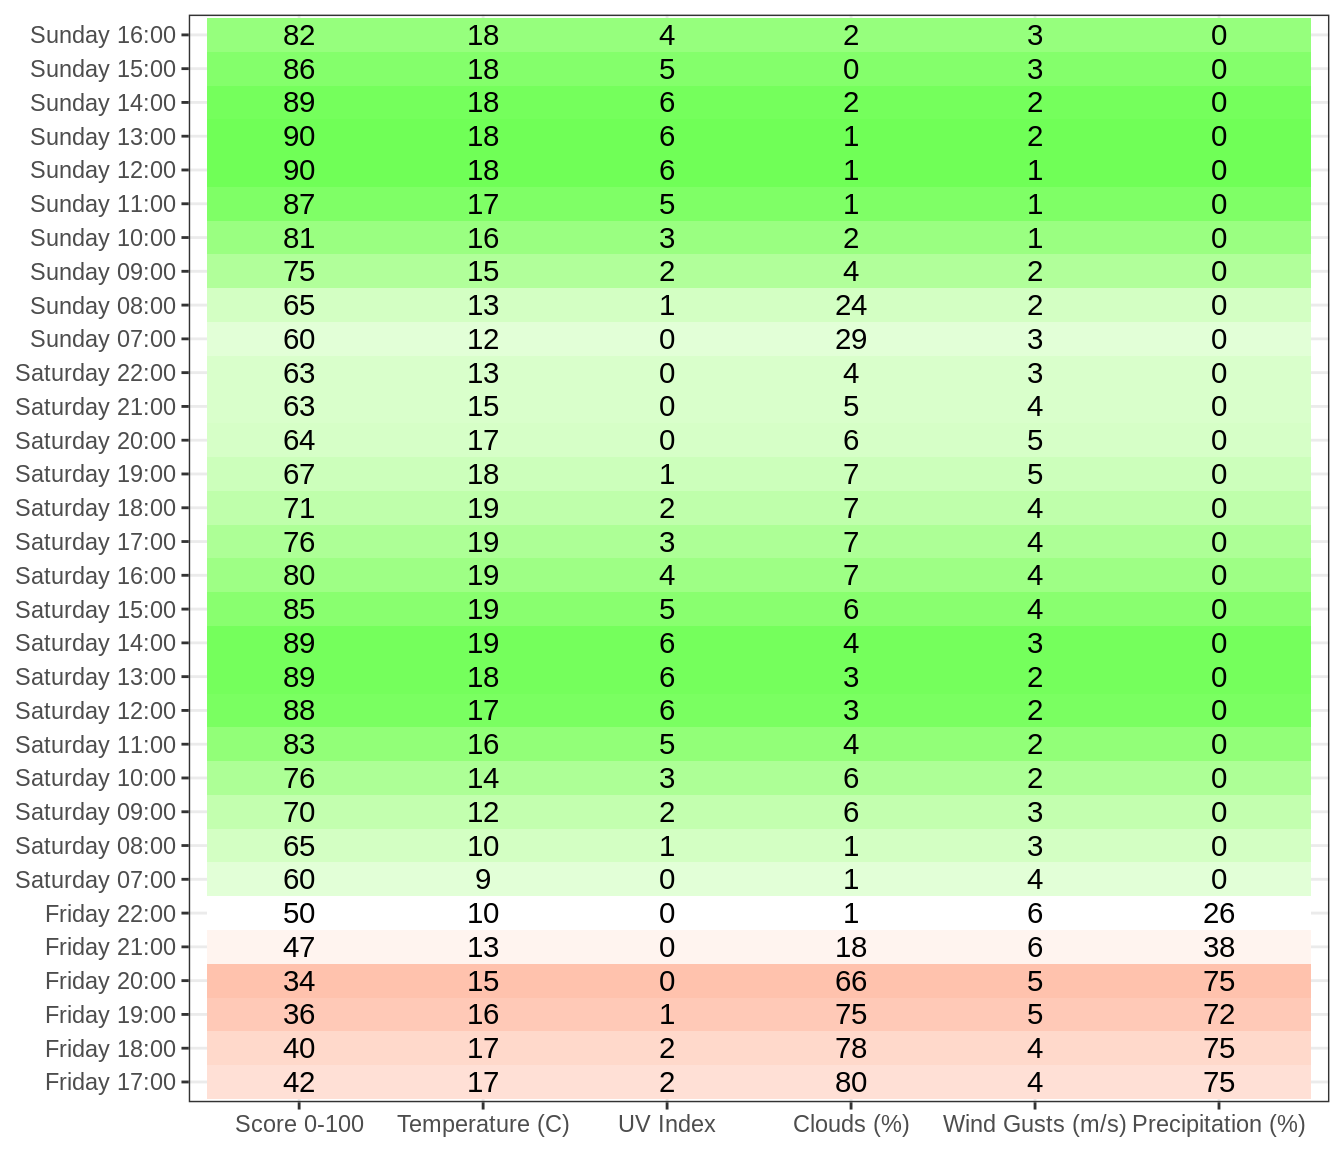 Sunday 16:00 82 18 4 2 3 0
Sunday 15:00 86 18 5 0 3 0
Sunday 14:00 89 18 6 2 2 0
Sunday 13:00 90 18 6 1 2 0
Sunday 12:00 90 18 6 1 1 0
Sunday 11:00 87 17 5 1 1 0
Sunday 10:00 81 16 3 2 1 0
Sunday 09:00 75 15 2 4 2 0
Sunday 08:00 65 13 1 24 2 0
Sunday 07:00 60 12 0 29 3 0
Saturday 22:00 63 13 0 4 3 0
Saturday 21:00 63 15 0 5 4 0
Saturday 20:00 64 17 0 6 5 0
Saturday 19:00 67 18 1 7 5 0
Saturday 18:00 71 19 2 7 4 0
Saturday 17:00 76 19 3 7 4 0
Saturday 16:00 80 19 4 7 4 0
Saturday 15:00 85 19 5 6 4 0
Saturday 14:00 89 19 6 4 3 0
Saturday 13:00 89 18 6 3 2 0
Saturday 12:00 88 17 6 3 2 0
Saturday 11:00 83 16 5 4 2 0
Saturday 10:00 76 14 3 6 2 0
Saturday 09:00 70 12 2 6 3 0
Saturday 08:00 65 10 1 1 3 0
Saturday 07:00 60 9 0 1 4 0
Friday 22:00 50 10 0 1 6 26
Friday 21:00 47 13 0 18 6 38
Friday 20:00 34 15 0 66 5 75
Friday 19:00 36 16 1 75 5 72
Friday 18:00 40 17 2 78 4 75
Friday 17:00 42 17 2 80 4 75
Score 0-100 Temperature (C) UV Index Clouds (%) Wind Gusts (m/s) Precipitation (%)